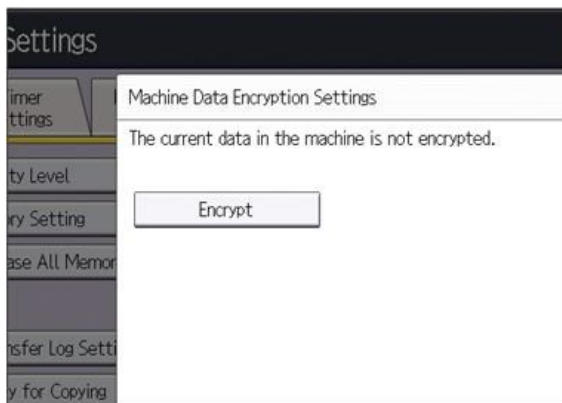 Settings
imer
ttings
Machine Data Encryption Settings
The current data in the machine is not encrypted.
ty Level
Encrypt
ry Setting
ase All Memor
nsfer Log Setti
y for Copying